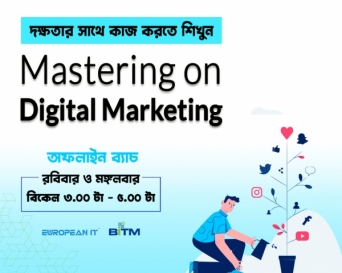 দক্ষতার সাথে কাজ করতে শিখুন
Mastering on
Digital Marketing
অফলাইন ব্যাচ
রবিবার ও মঙ্গলবার
বিকেল ৩.০০ টা - ৫.০০ টা
EUROPEAN IT BITM